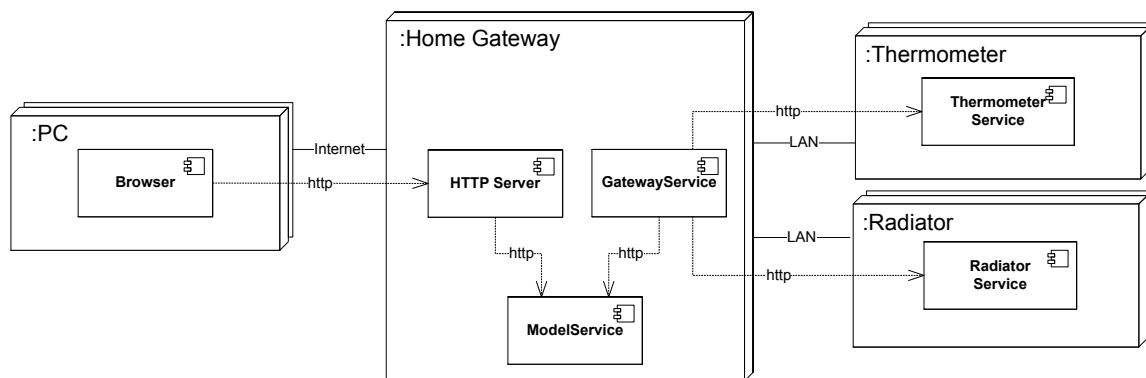 :PC
Browser
Internet
http
:Home Gateway
HTTP Server
GatewayService
http
http
ModelService
http
LAN
LAN
http
:Thermometer
Thermometer
Service
:Radiator
Radiator
Service